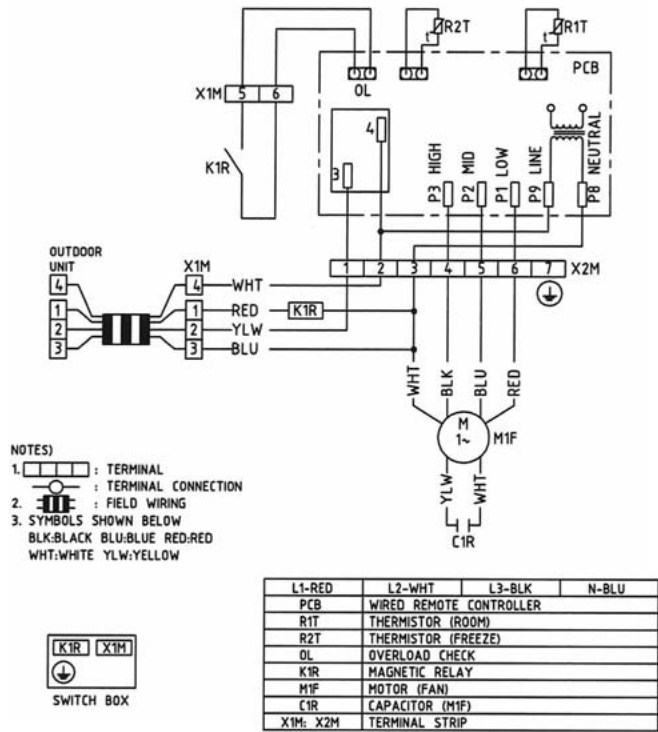 R2T
R1T
t
t
PCB
OL
X1M 5 6
K1R
4
3
P3 HIGH
P2 MID
P1 LOW
P9 LINE
P8 NEUTRAL
1 2 3 4 5 6 7 X2M
OUTDOOR
UNIT
X1M
4 4 WHT
1 1 RED K1R
2 2 YLW
3 3 BLU
WHT
BLK
BLU
RED
M
1~
M1F
YLW
WHT
C1R
NOTES)
1. : TERMINAL
: TERMINAL CONNECTION
2. : FIELD WIRING
3. SYMBOLS SHOWN BELOW
BLK:BLACK BLU:BLUE RED:RED
WHT:WHITE YLW:YELLOW
K1R X1M
SWITCH BOX
L1-RED L2-WHT L3-BLK N-BLU
PCB WIRED REMOTE CONTROLLER
R1T THERMISTOR (ROOM)
R2T THERMISTOR (FREEZE)
OL OVERLOAD CHECK
K1R MAGNETIC RELAY
M1F MOTOR (FAN)
C1R CAPACITOR (M1F)
X1M: X2M TERMINAL STRIP